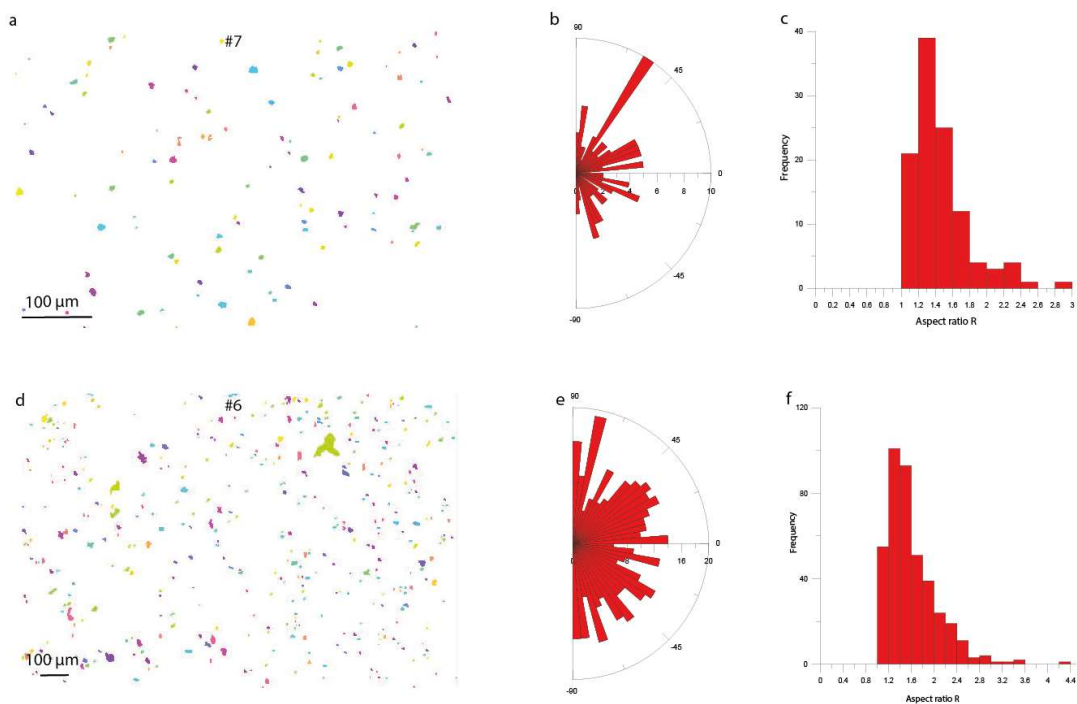 a
#7
100 µm
b
90
45
0
0 2 4 6 8 10
-45
-90
c
40
30
20
10
0
Frequency
0 0.2 0.4 0.6 0.8 1 1.2 1.4 1.6 1.8 2 2.2 2.4 2.6 2.8 3
Aspect ratio R
d
#6
100 µm
e
90
45
0
0 4 8 12 16 20
-45
-90
f
120
80
40
0
Frequency
0 0.4 0.8 1.2 1.6 2 2.4 2.8 3.2 3.6 4 4.4
Aspect ratio R